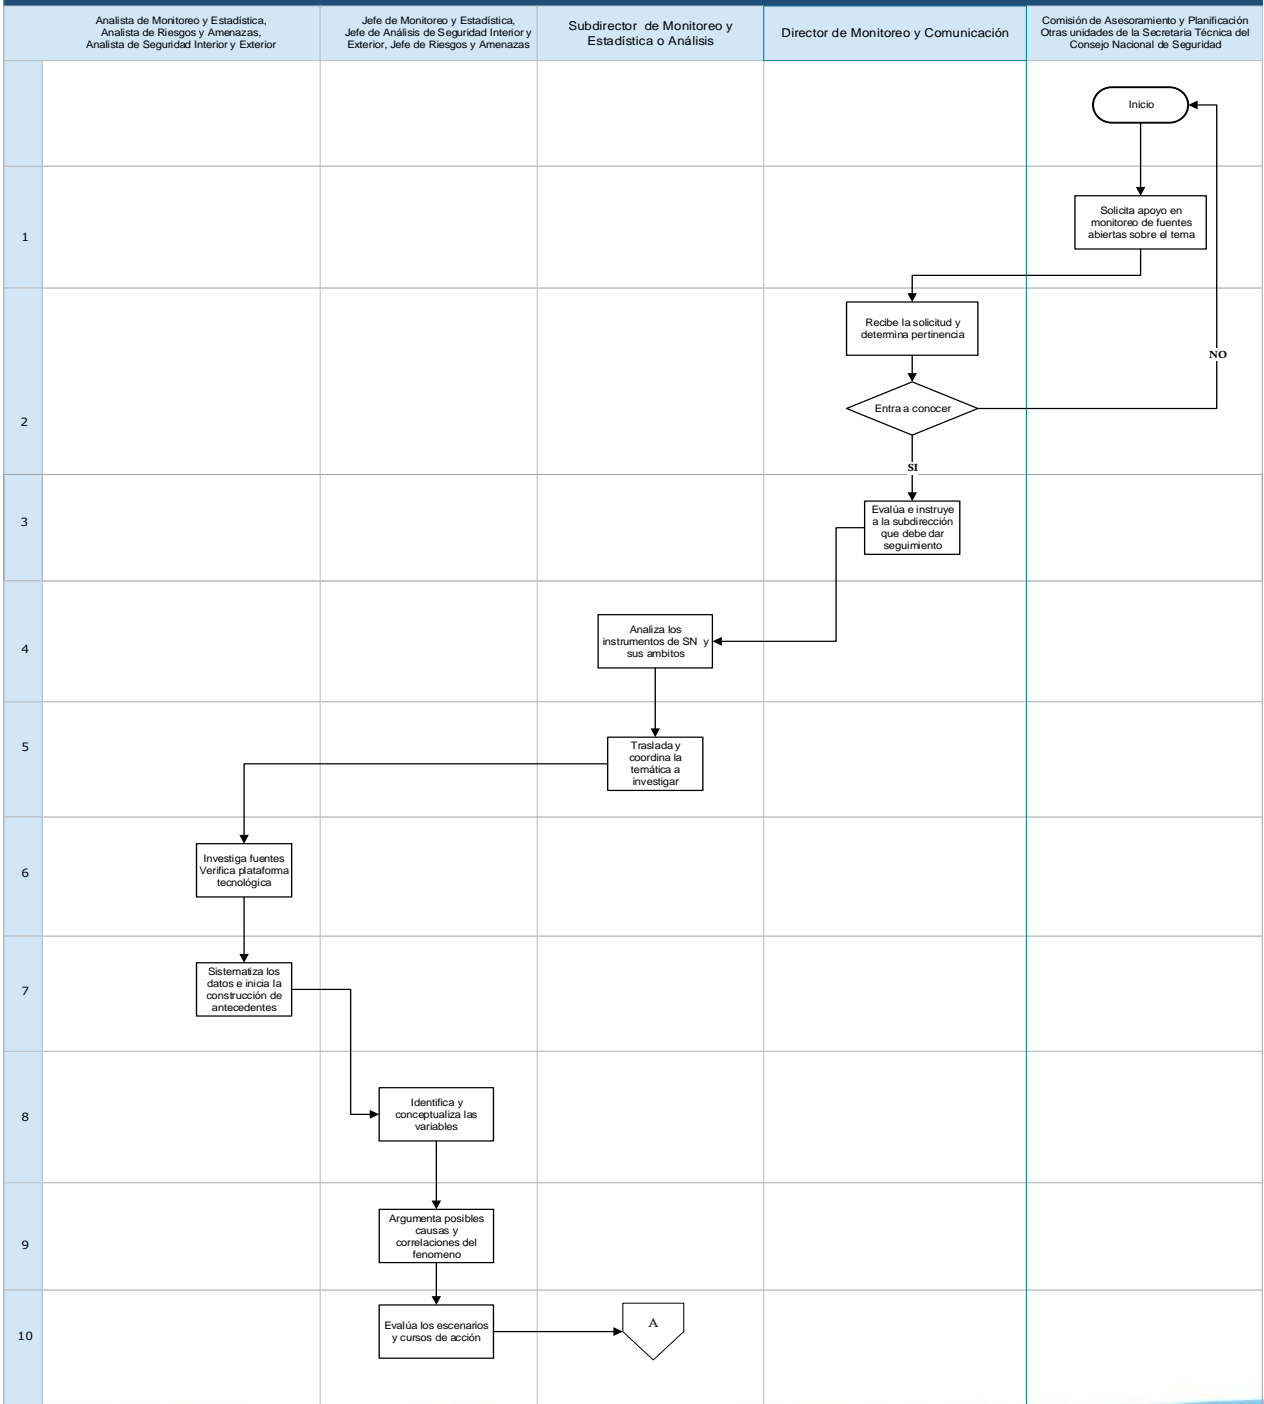 Analista de Monitoreo y Estadística,
Analista de Riesgos y Amenazas,
Analista de Seguridad Interior y Exterior
Jefe de Monitoreo y Estadística,
Jefe de Análisis de Seguridad Interior y
Exterior, Jefe de Riesgos y Amenazas
Subdirector de Monitoreo y
Estadística o Análisis
Director de Monitoreo y Comunicación
Comisión de Asesoramiento y Planificación
Otras unidades de la Secretaria Técnica del
Consejo Nacional de Seguridad
Inicio
1
Solicita apoyo en
monitoreo de fuentes
abiertas sobre el tema
Recibe la solicitud y
determina pertinencia
NO
2
Entra a conocer
SI
3
Evalúa e instruye
a la subdirección
que debe dar
seguimiento
4
Analiza los
instrumentos de SN y
sus ambitos
5
Traslada y
coordina la
temática a
investigar
6
Investiga fuentes
Verifica plataforma
tecnológica
7
Sistematiza los
datos e inicia la
construcción de
antecedentes
8
Identifica y
conceptualiza las
variables
9
Argumenta posibles
causas y
correlaciones del
fenomeno
10
Evalúa los escenarios
y cursos de acción
A